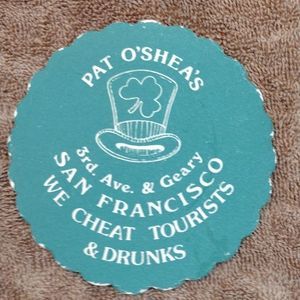 PAT O'SHEA'S
3rd. Ave. & Geary
SAN FRANCISCO
WE CHEAT TOURISTS
& DRUNKS